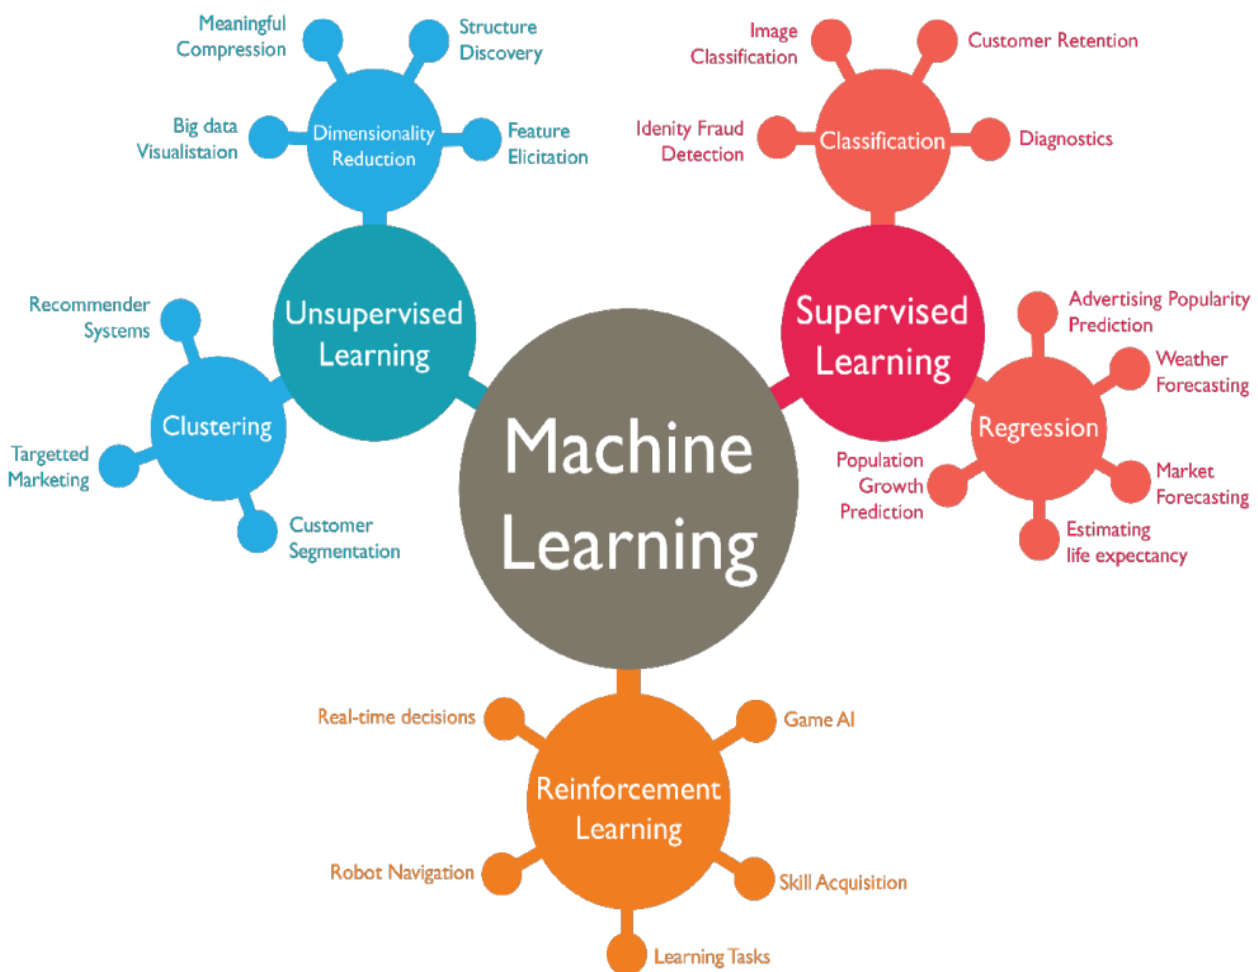 Meaningful
Compression
Structure
Discovery
Big data
Visualistaion
Dimensionality
Reduction
Feature
Elicitation
Unsupervised
Learning
Recommender
Systems
Clustering
Targetted
Marketing
Customer
Segmentation
Image
Classification
Customer Retention
Idenity Fraud
Detection
Classification
Diagnostics
Supervised
Learning
Advertising Popularity
Prediction
Weather
Forecasting
Regression
Population
Growth
Prediction
Market
Forecasting
Estimating
life expectancy
Machine
Learning
Real-time decisions
Game AI
Reinforcement
Learning
Robot Navigation
Skill Acquisition
Learning Tasks